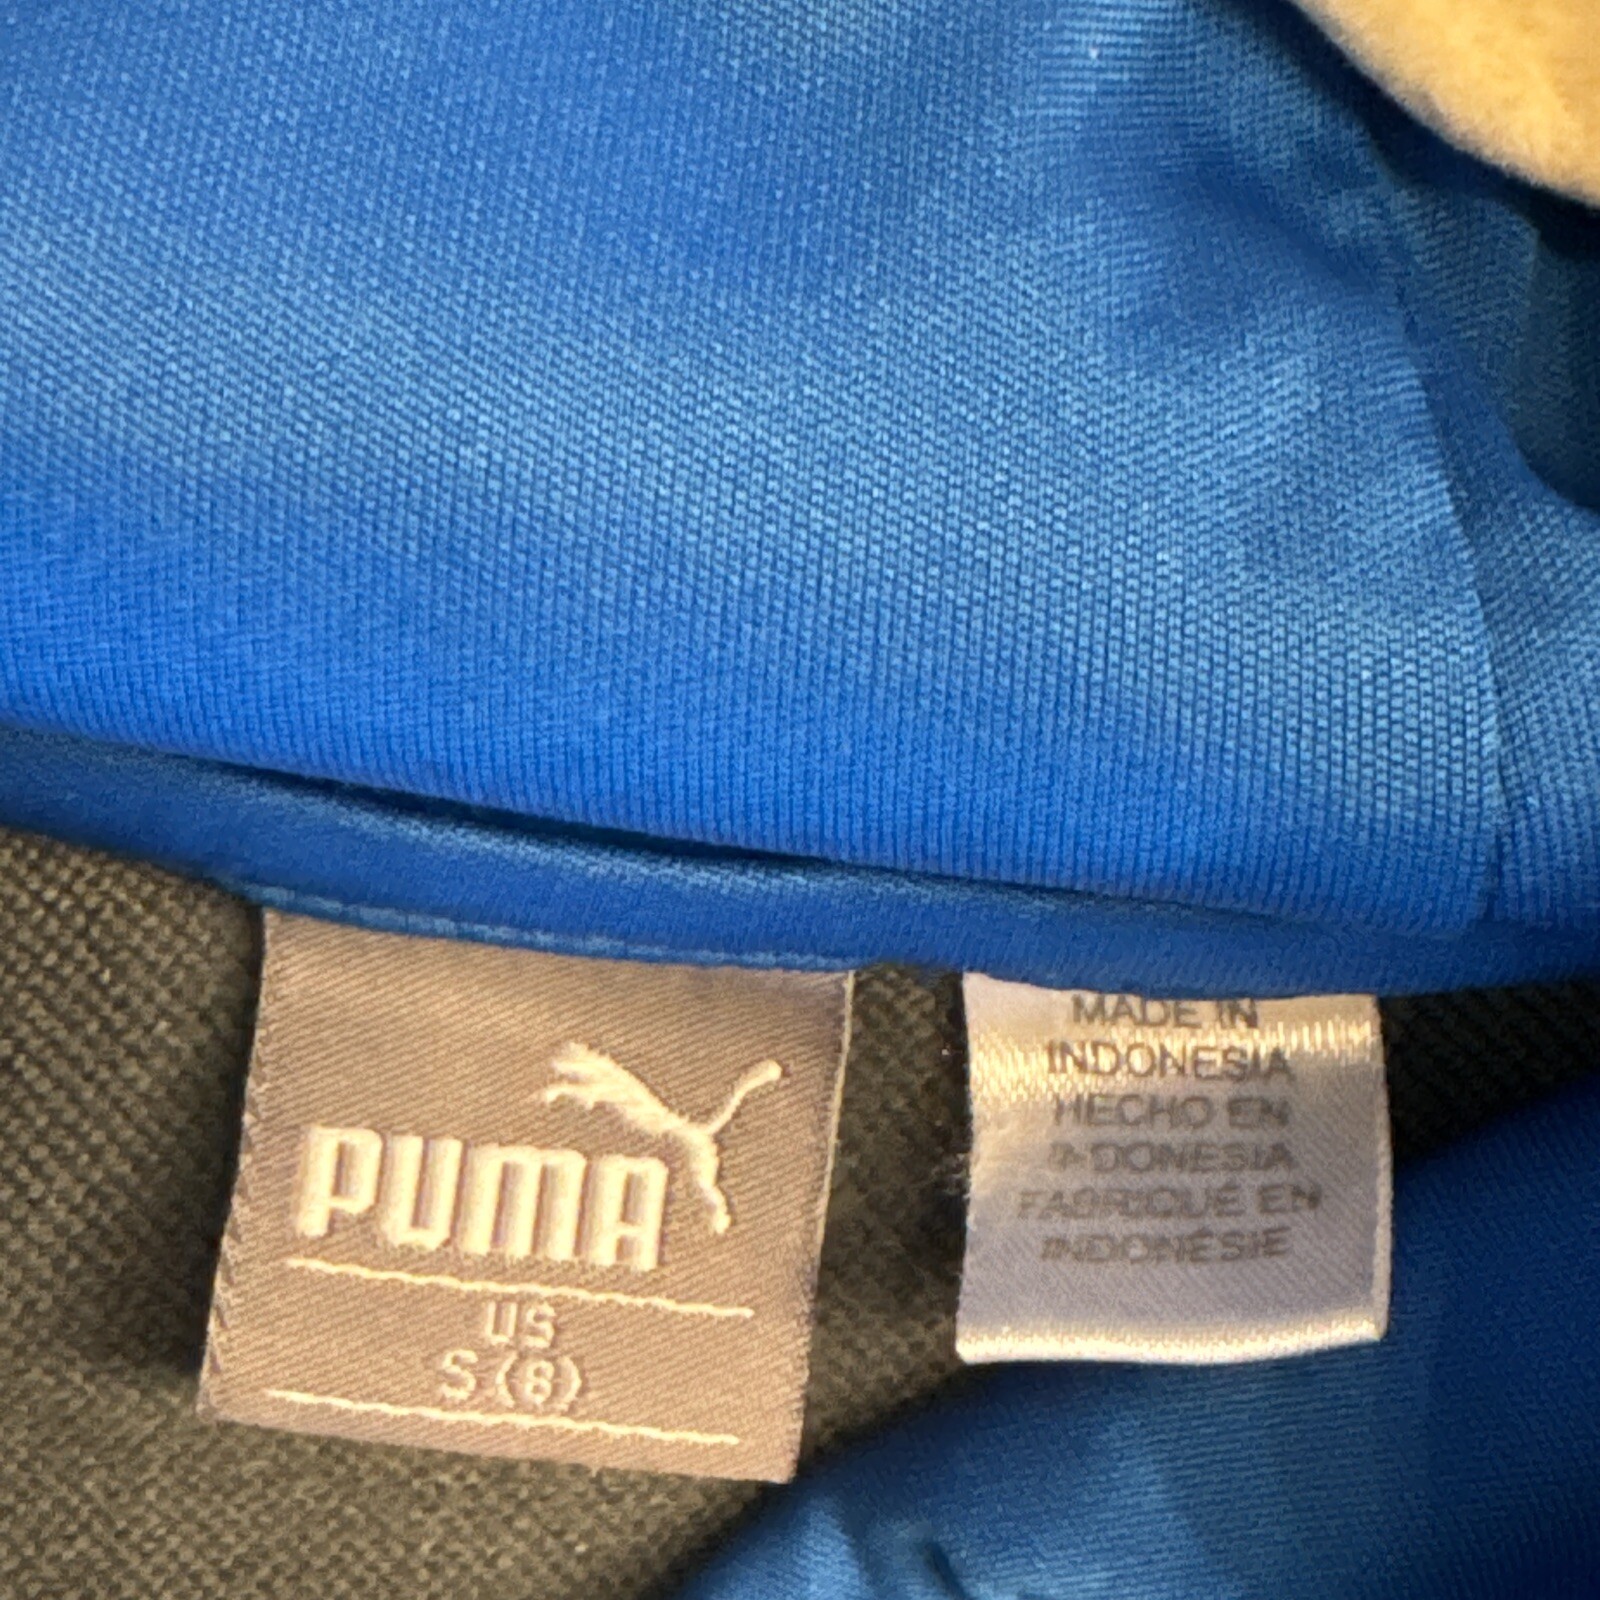 PUMA
US
S(8)
MADE IN
INDONESIA
HECHO EN
INDONESIA
FABRIQUÉ EN
INDONÉSIE